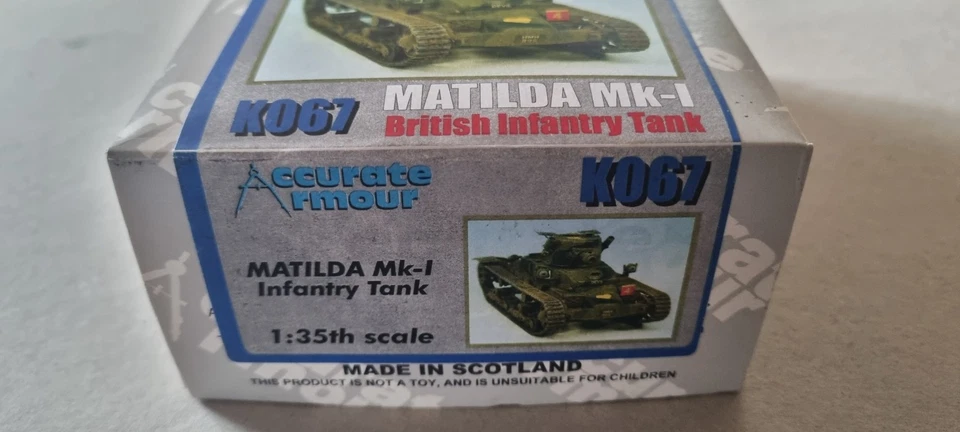 K067
MATILDA Mk-I
British Infantry Tank
Accurate
Armour
K067
MATILDA Mk-I
Infantry Tank
1:35th scale
MADE IN SCOTLAND
THIS PRODUCT IS NOT A TOY, AND IS UNSUITABLE FOR CHILDREN